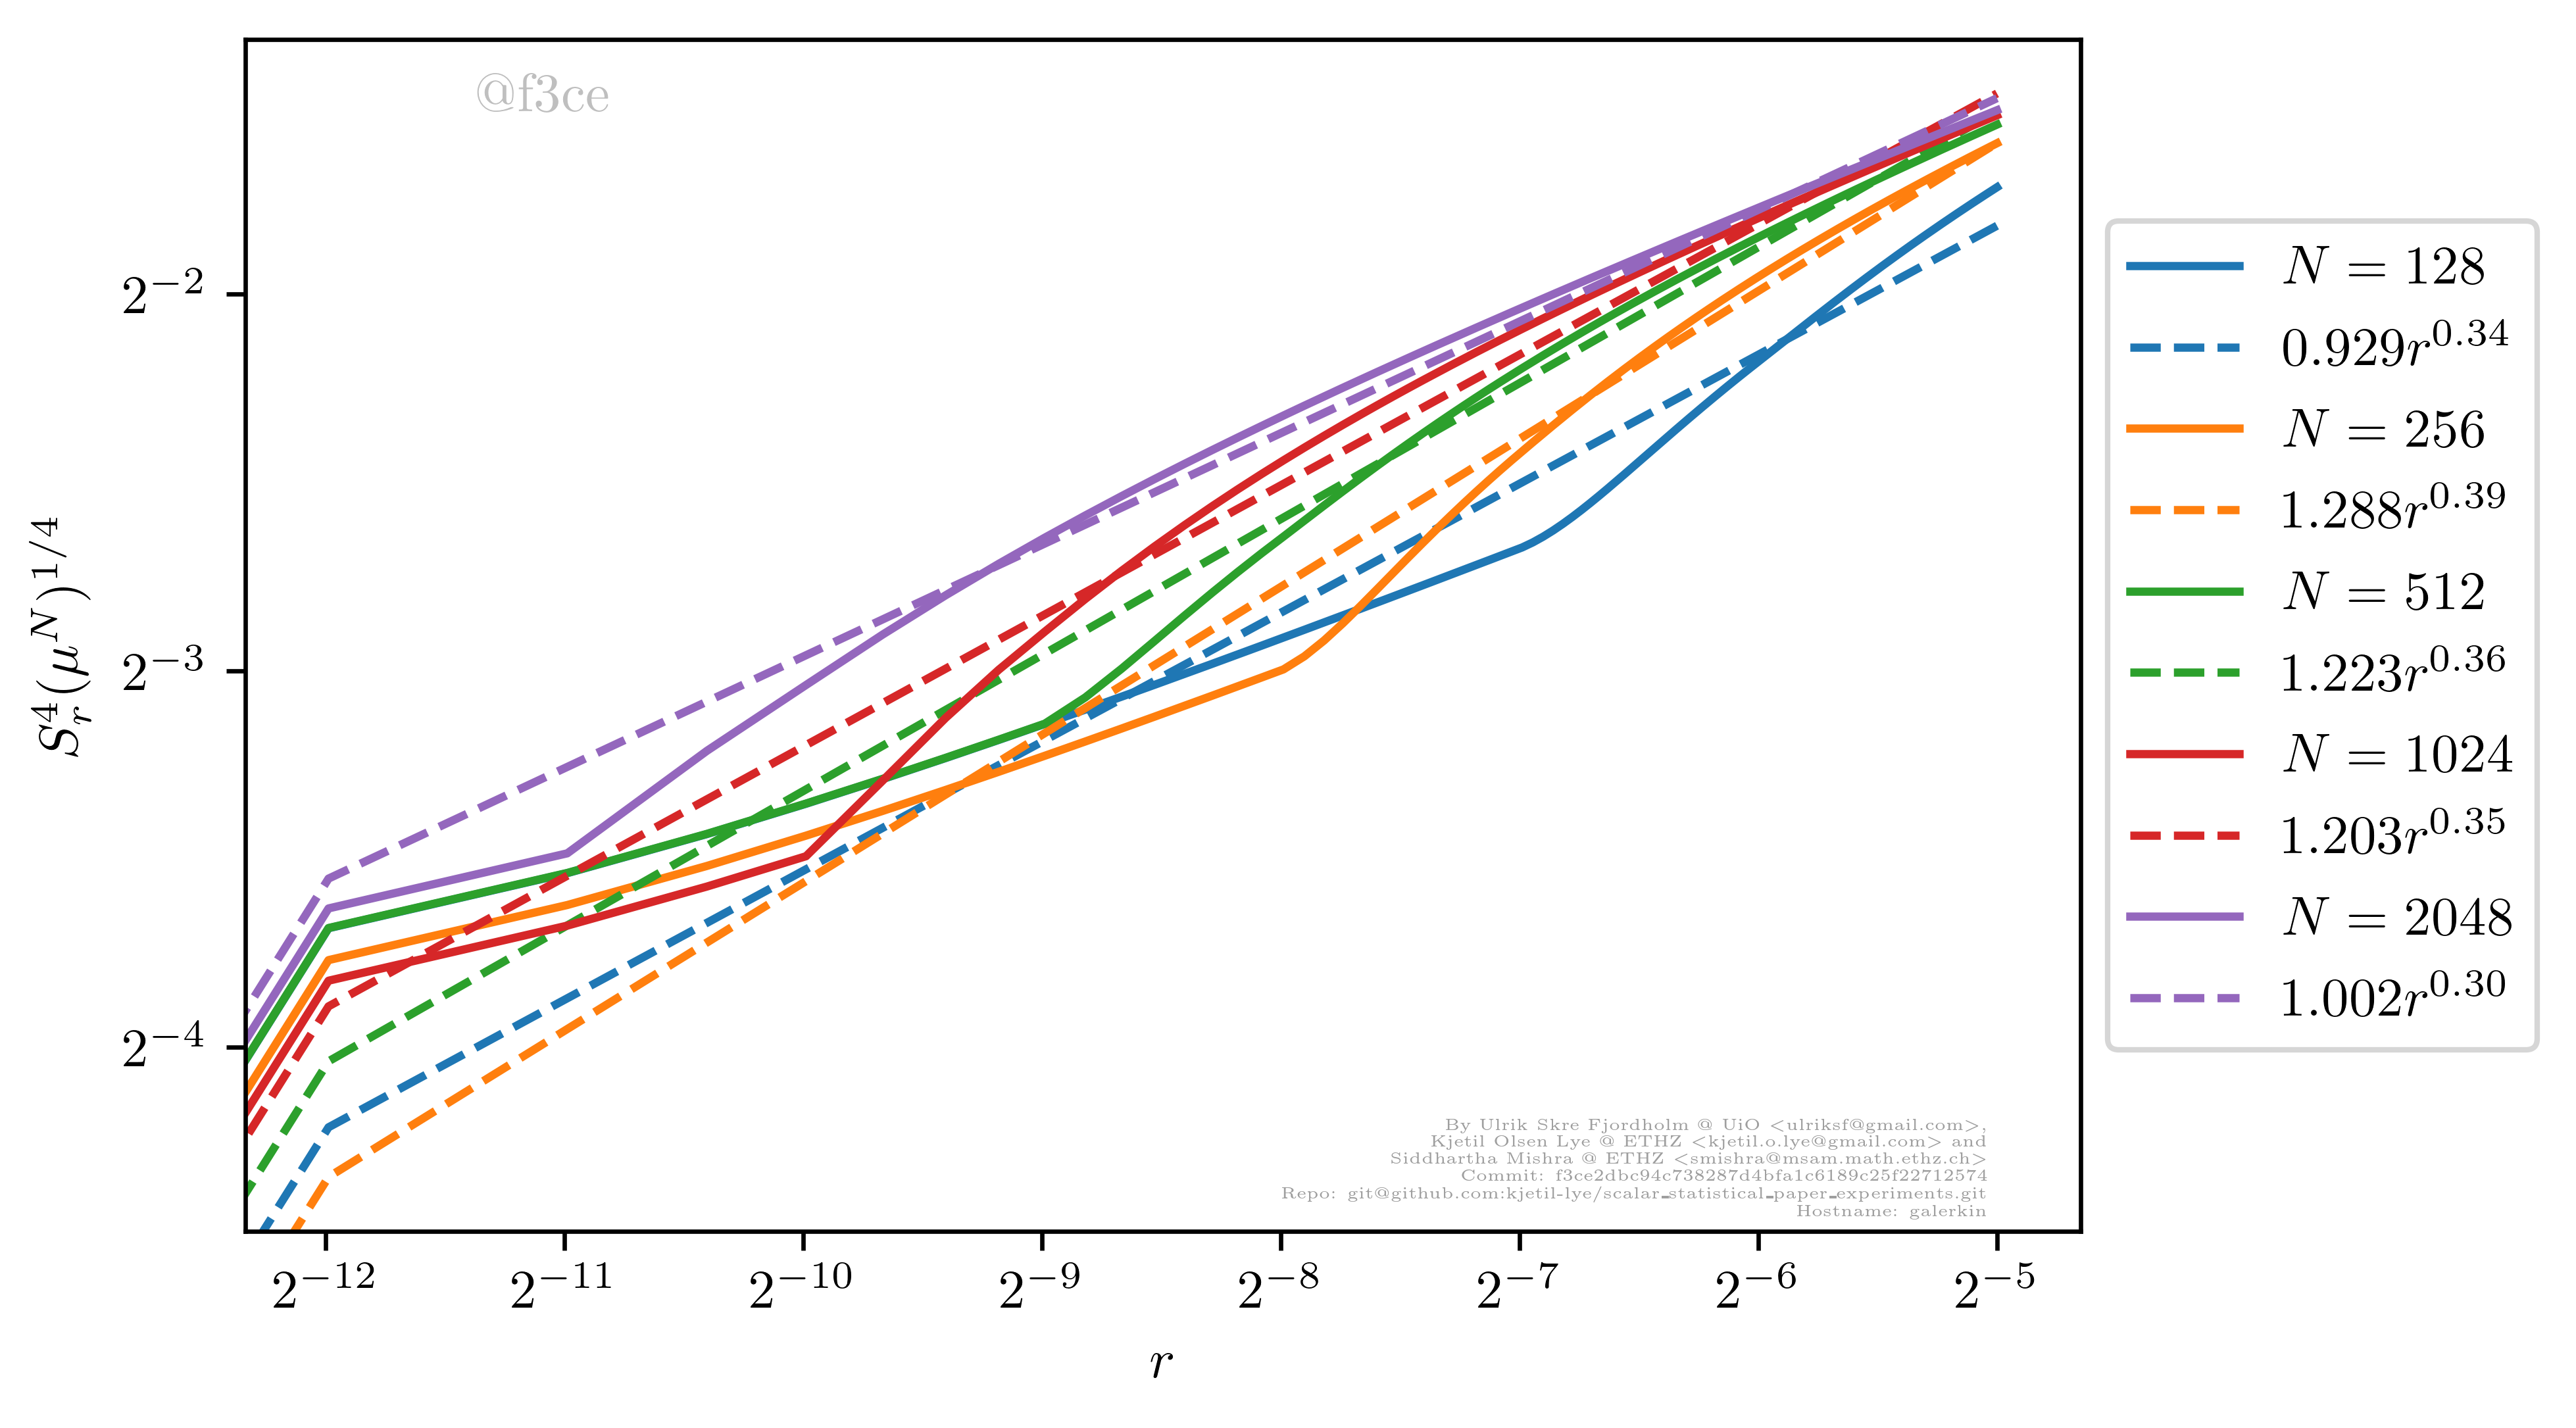 @f3ce
2^{-2}
2^{-3}
2^{-4}
S_r^4(μ^N)^{1/4}
2^{-12} 2^{-11} 2^{-10} 2^{-9} 2^{-8} 2^{-7} 2^{-6} 2^{-5}
r
N = 128
0.929r^{0.34}
N = 256
1.288r^{0.39}
N = 512
1.223r^{0.36}
N = 1024
1.203r^{0.35}
N = 2048
1.002r^{0.30}
By Ulrik Skre Fjordholm @ UiO <ulriksf@gmail.com>,
Kjetil Olsen Lye @ ETHZ <kjetil.o.lye@gmail.com> and
Siddhartha Mishra @ ETHZ <smishra@msam.math.ethz.ch>
Commit: f3ce2dbc94c738287d4bfa1c6189c25f22712574
Repo: git@github.com:kjetil-lye/scalar_statistical_paper_experiments.git
Hostname: galerkin